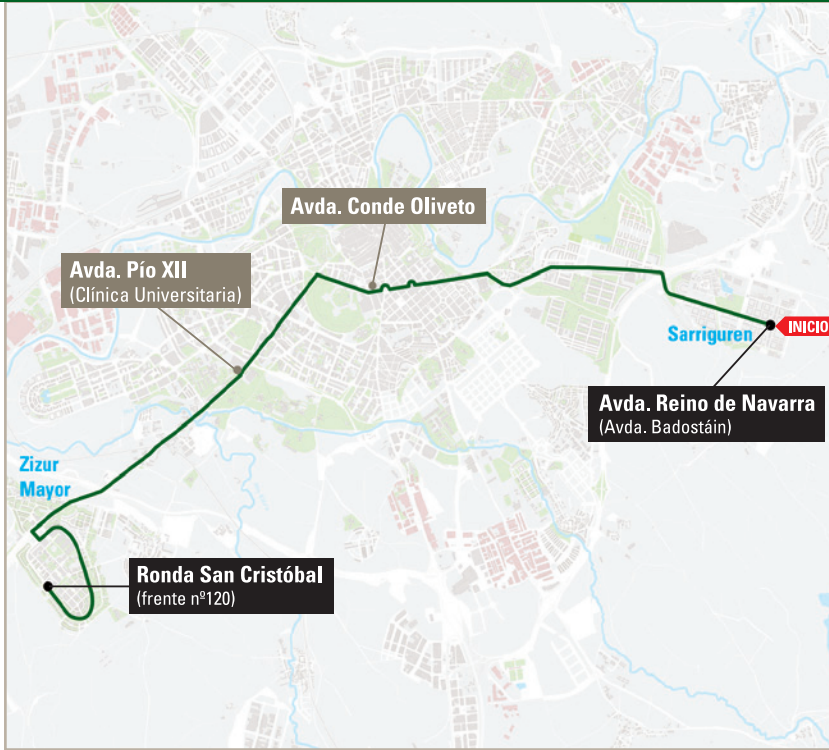 Avda. Conde Oliveto
Avda. Pío XII
(Clínica Universitaria)
Sarriguren
INICIO
Avda. Reino de Navarra
(Avda. Badostáin)
Zizur
Mayor
Ronda San Cristóbal
(frente nº120)